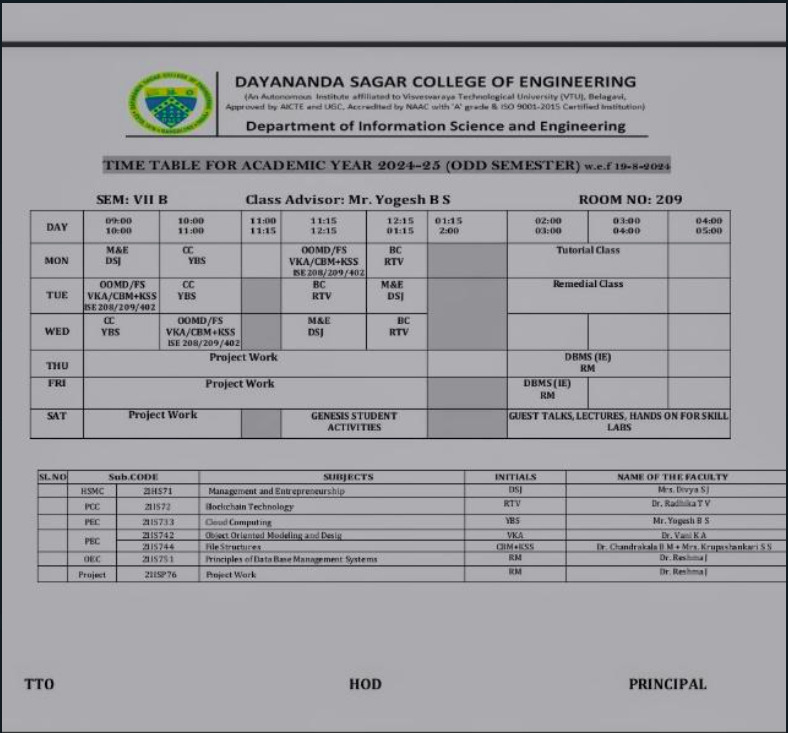 DAYANANDA SAGAR COLLEGE OF ENGINEERING
(An Autonomous Institute affiliated to Visvesvaraya Technological University (VTU), Belagavi,
Approved by AICTE and UGC, Accredited by NAAC with 'A' grade & ISO 9001-2015 Certified Institution)
Department of Information Science and Engineering
TIME TABLE FOR ACADEMIC YEAR 2024-25 (ODD SEMESTER) w.e.f 19-8-2024
SEM: VII B Class Advisor: Mr. Yogesh B S ROOM NO: 209
DAY 09:00 10:00 10:00 11:00 11:00 11:15 11:15 12:15 12:15 01:15 01:15 2:00 02:00 03:00 03:00 04:00 04:00 05:00
MON M&E DSJ CC YBS OOMD/FS VKA/CBM+KSS ISE 208/209/402 BC RTV Tutorial Class
TUE OOMD/FS VKA/CBM+KSS ISE 208/209/402 CC YBS BC RTV M&E DSJ Remedial Class
WED CC YBS OOMD/FS VKA/CBM+KSS ISE 208/209/402 M&E DSJ BC RTV
THU Project Work DBMS (IE) RM
FRI Project Work DBMS (IE) RM
SAT Project Work GENESIS STUDENT ACTIVITIES GUEST TALKS, LECTURES, HANDS ON FOR SKILL LABS
SL.NO Sub.CODE SUBJECTS INITIALS NAME OF THE FACULTY
HSMC 21HS71 Management and Entrepreneurship DSJ Mrs. Divya S J
PCC 21IS72 Blockchain Technology RTV Dr. Radhika T V
PEC 21IS733 Cloud Computing YBS Mr. Yogesh B S
PEC 21IS742 Object Oriented Modeling and Desig VKA Dr. Vani K A
21IS744 File Structures CBM+KSS Dr. Chandrakala B M + Mrs. Krupashankari S S
OEC 21IS751 Principles of Data Base Management Systems RM Dr. Reshma J
Project 21ISP76 Project Work RM Dr. Reshma J
TTO HOD PRINCIPAL